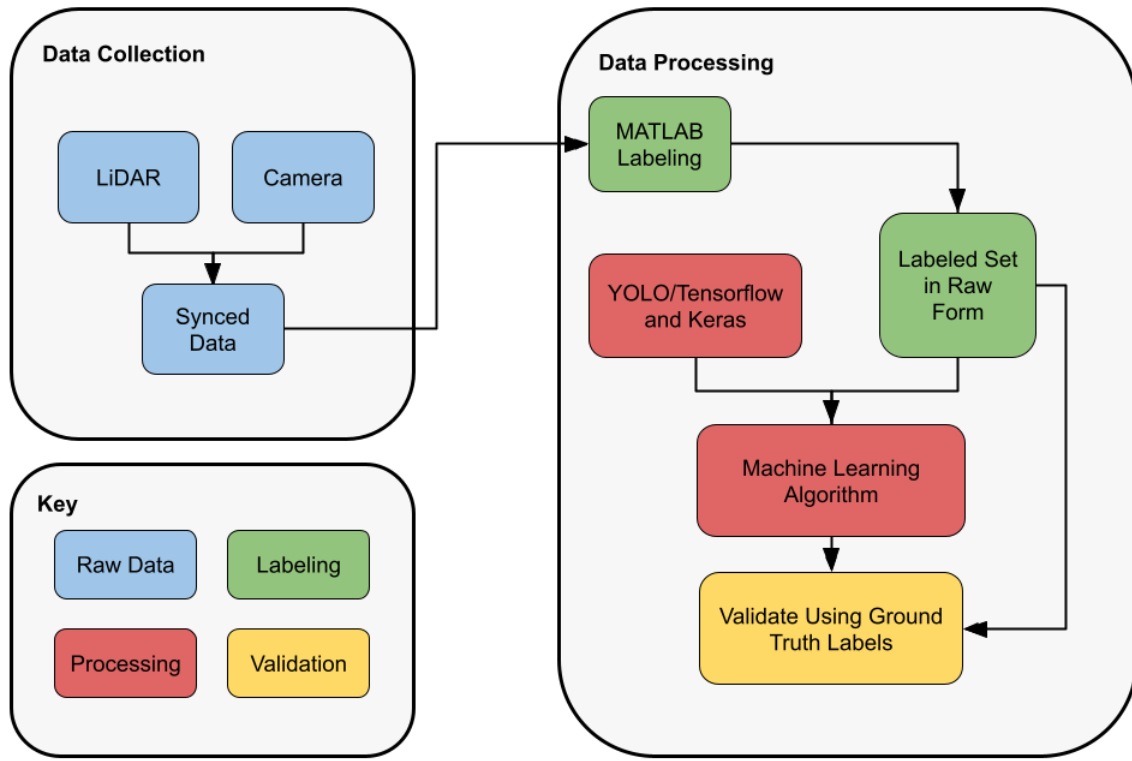 Data Collection
LiDAR
Camera
Synced
Data
Key
Raw Data
Labeling
Processing
Validation
Data Processing
MATLAB
Labeling
YOLO/Tensorflow
and Keras
Labeled Set
in Raw
Form
Machine Learning
Algorithm
Validate Using Ground
Truth Labels